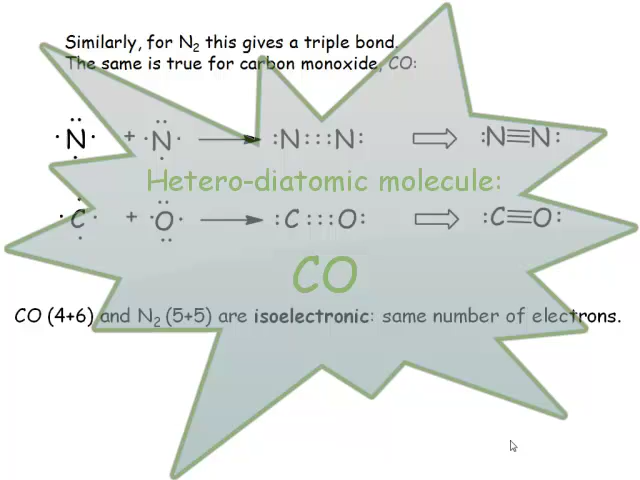 Similarly, for N₂ this gives a triple bond.
The same is true for carbon monoxide, CO:
·N̈· + ·N̈· → :N:::N: ⇨ :N≡N:
Hetero-diatomic molecule:
·C· + ·Ö· → :C:::O: ⇨ :C≡O:
CO
CO (4+6) and N₂ (5+5) are isoelectronic: same number of electrons.